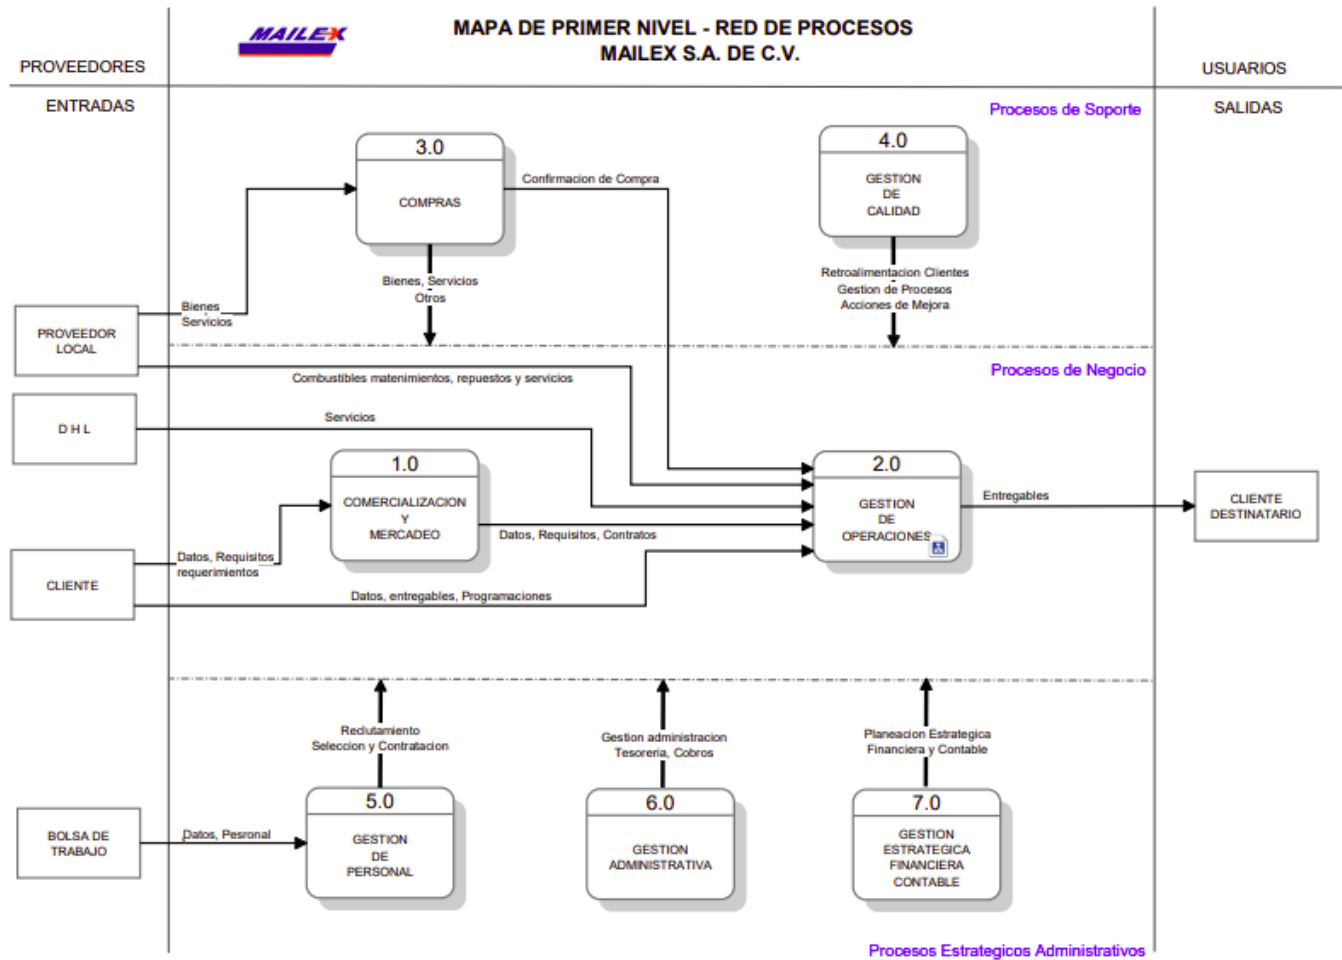 MAILEX
MAPA DE PRIMER NIVEL - RED DE PROCESOS
MAILEX S.A. DE C.V.
PROVEEDORES
USUARIOS
ENTRADAS
SALIDAS
Procesos de Soporte
3.0
COMPRAS
4.0
GESTION
DE
CALIDAD
Confirmacion de Compra
Bienes, Servicios
Otros
Retroalimentacion Clientes
Gestion de Procesos
Acciones de Mejora
Bienes
Servicios
PROVEEDOR
LOCAL
Procesos de Negocio
Combustibles matenimientos, repuestos y servicios
D H L
Servicios
1.0
COMERCIALIZACION
Y
MERCADEO
2.0
GESTION
DE
OPERACIONES
Entregables
CLIENTE
DESTINATARIO
Datos, Requisitos, Contratos
Datos, Requisitos
requerimientos
CLIENTE
Datos, entregables, Programaciones
Reclutamiento
Seleccion y Contratacion
Gestion administracion
Tesoreria, Cobros
Planeacion Estrategica
Financiera y Contable
BOLSA DE
TRABAJO
Datos, Pesronal
5.0
GESTION
DE
PERSONAL
6.0
GESTION
ADMINISTRATIVA
7.0
GESTION
ESTRATEGICA
FINANCIERA
CONTABLE
Procesos Estrategicos Administrativos